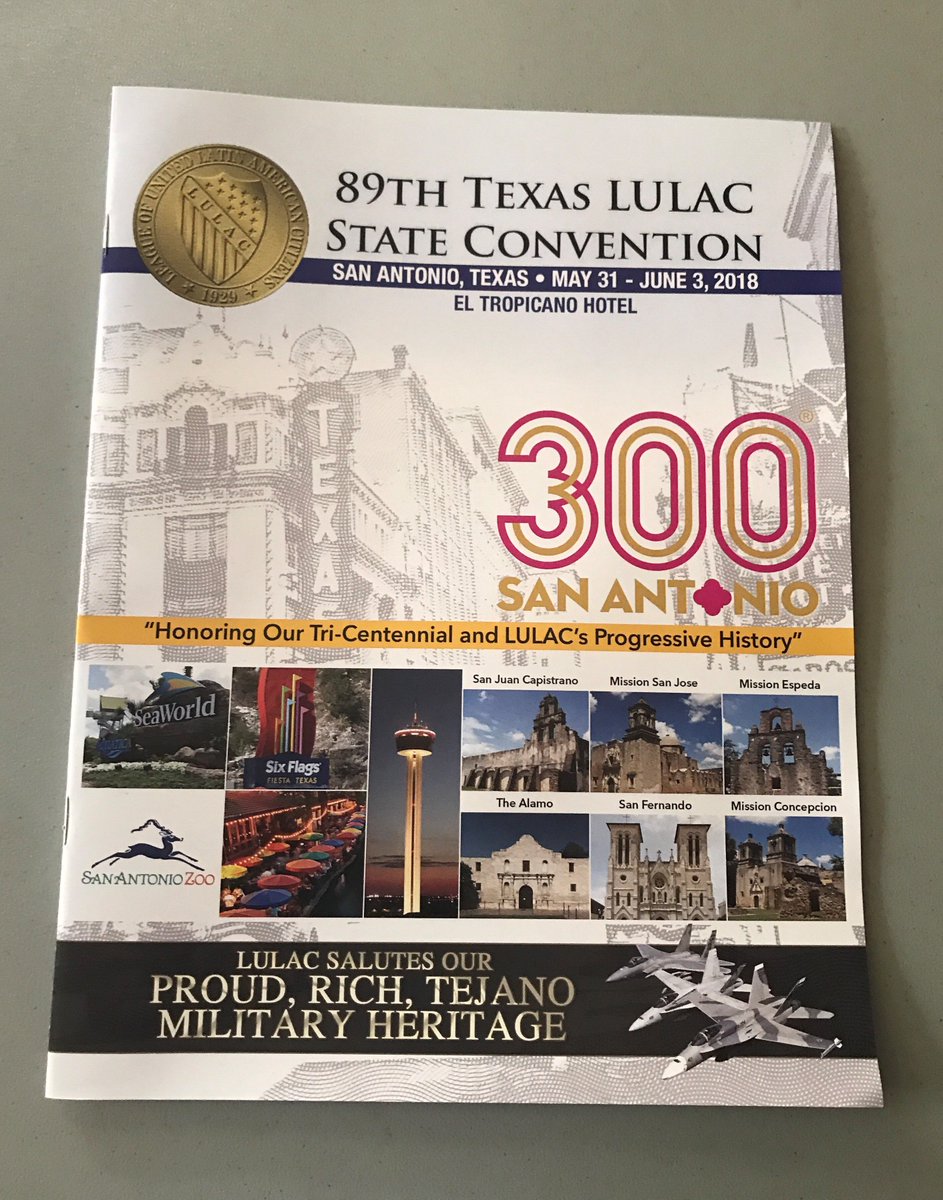 LEAGUE OF UNITED LATIN AMERICAN CITIZENS
LULAC
1929
89TH TEXAS LULAC
STATE CONVENTION
SAN ANTONIO, TEXAS • MAY 31 - JUNE 3, 2018
EL TROPICANO HOTEL
TEXAS
300®
SAN ANTONIO
"Honoring Our Tri-Centennial and LULAC's Progressive History"
SeaWorld
AQUATICA
Six Flags
FIESTA TEXAS
San Juan Capistrano
Mission San Jose
Mission Espeda
The Alamo
San Fernando
Mission Concepcion
SAN ANTONIO ZOO
LULAC SALUTES OUR
PROUD, RICH, TEJANO
MILITARY HERITAGE